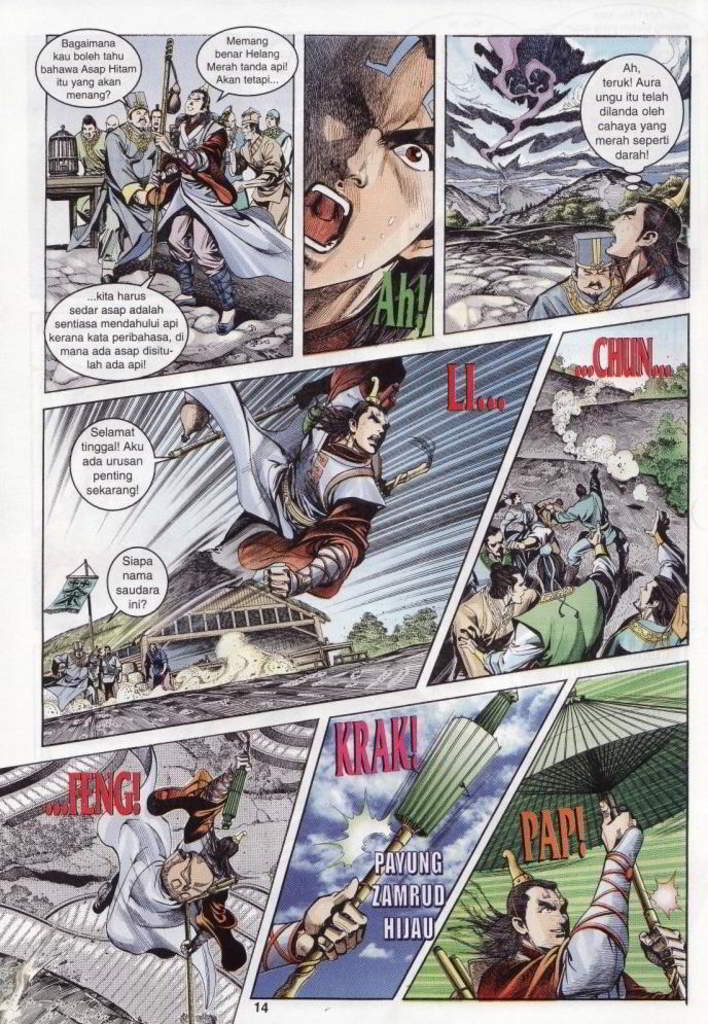 Bagaimana
kau boleh tahu
bahawa Asap Hitam
itu yang akan
menang?
Memang
benar Helang
Merah tanda api!
Akan tetapi...
...kita harus
sedar asap adalah
sentiasa mendahului api
kerana kata peribahasa, di
mana ada asap disitu-
lah ada api!
Ah!
Ah,
teruk! Aura
ungu itu telah
dilanda oleh
cahaya yang
merah seperti
darah!
Selamat
tinggal! Aku
ada urusan
penting
sekarang!
Siapa
nama
saudara
ini?
LI...
...CHUN...
...FENG!
KRAK!
PAYUNG
ZAMRUD
HIJAU
PAP!
14